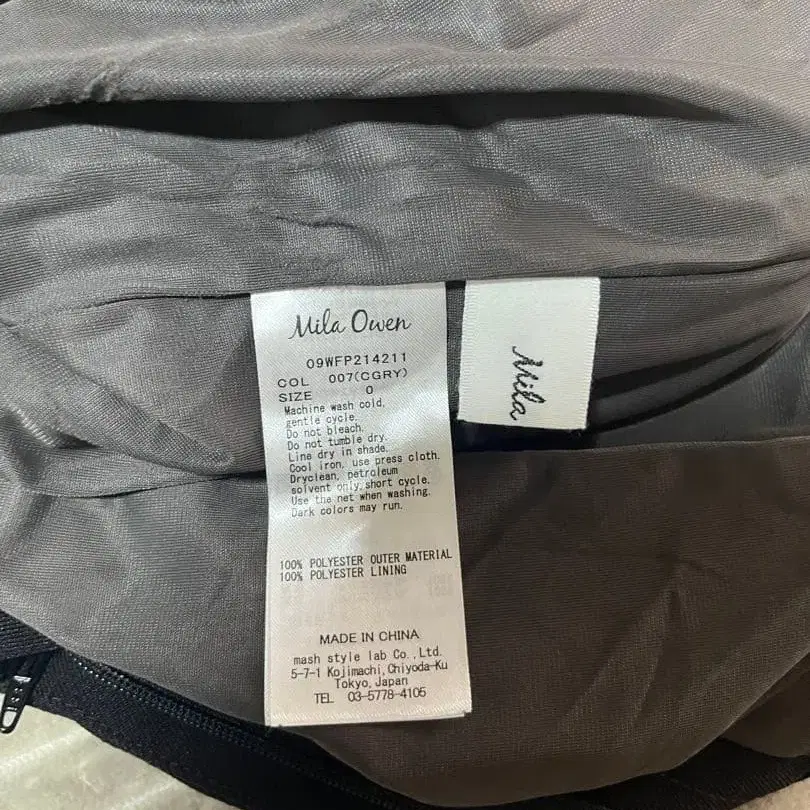 Mila Owen
09WFP214211
COL 007(CGRY)
SIZE 0
Machine wash cold,
gentle cycle.
Do not bleach.
Do not tumble dry.
Line dry in shade.
Cool iron, use press cloth.
Dryclean, petroleum
solvent only,short cycle.
Use the net when washing.
Dark colors may run.
100% POLYESTER OUTER MATERIAL
100% POLYESTER LINING
MADE IN CHINA
mash style lab Co.,Ltd.
5-7-1 Kojimachi,Chiyoda-Ku
Tokyo,Japan
TEL 03-5778-4105
Mila